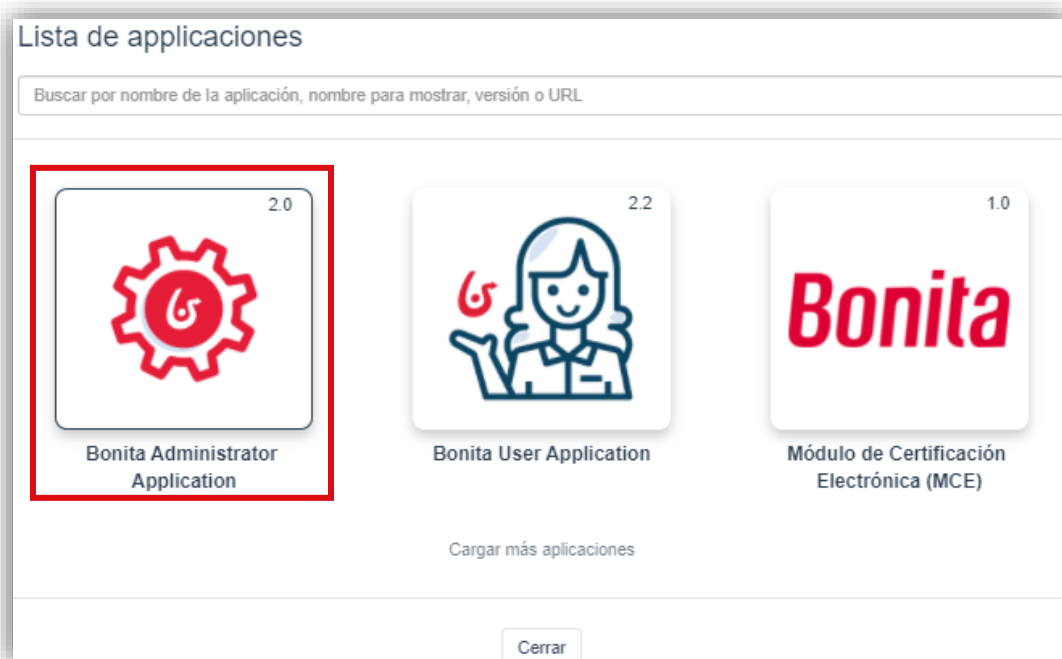 Lista de applicaciones
Buscar por nombre de la aplicación, nombre para mostrar, versión o URL
2.0
2.2
1.0
Bonita
Bonita Administrator
Application
Bonita User Application
Módulo de Certificación
Electrónica (MCE)
Cargar más aplicaciones
Cerrar